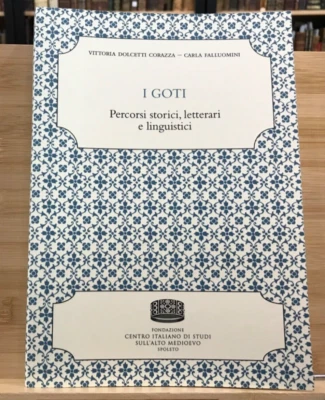 VITTORIA DOLCETTI CORAZZA – CARLA FALLUOMINI
I GOTI
Percorsi storici, letterari
e linguistici
FONDAZIONE
CENTRO ITALIANO DI STUDI
SULL'ALTO MEDIOEVO
SPOLETO